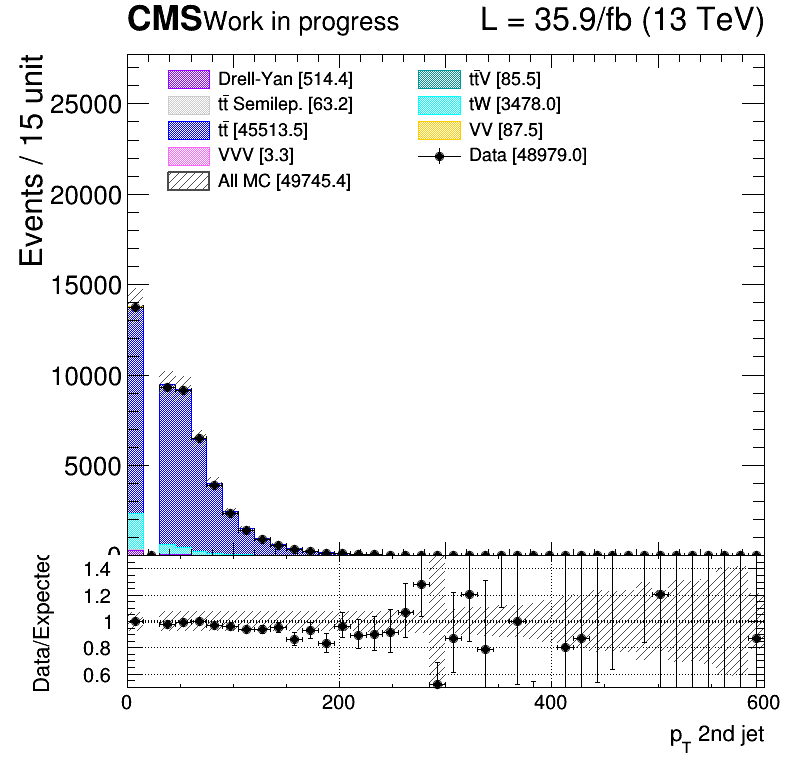 CMS Work in progress L = 35.9/fb (13 TeV)
Events / 15 unit
25000
20000
15000
10000
5000
0
Drell-Yan [514.4]
tt̄ Semilep. [63.2]
tt̄ [45513.5]
VVV [3.3]
All MC [49745.4]
tt̄V [85.5]
tW [3478.0]
VV [87.5]
Data [48979.0]
Data/Expected
1.4
1.2
1
0.8
0.6
0 200 400 600
p_T 2nd jet